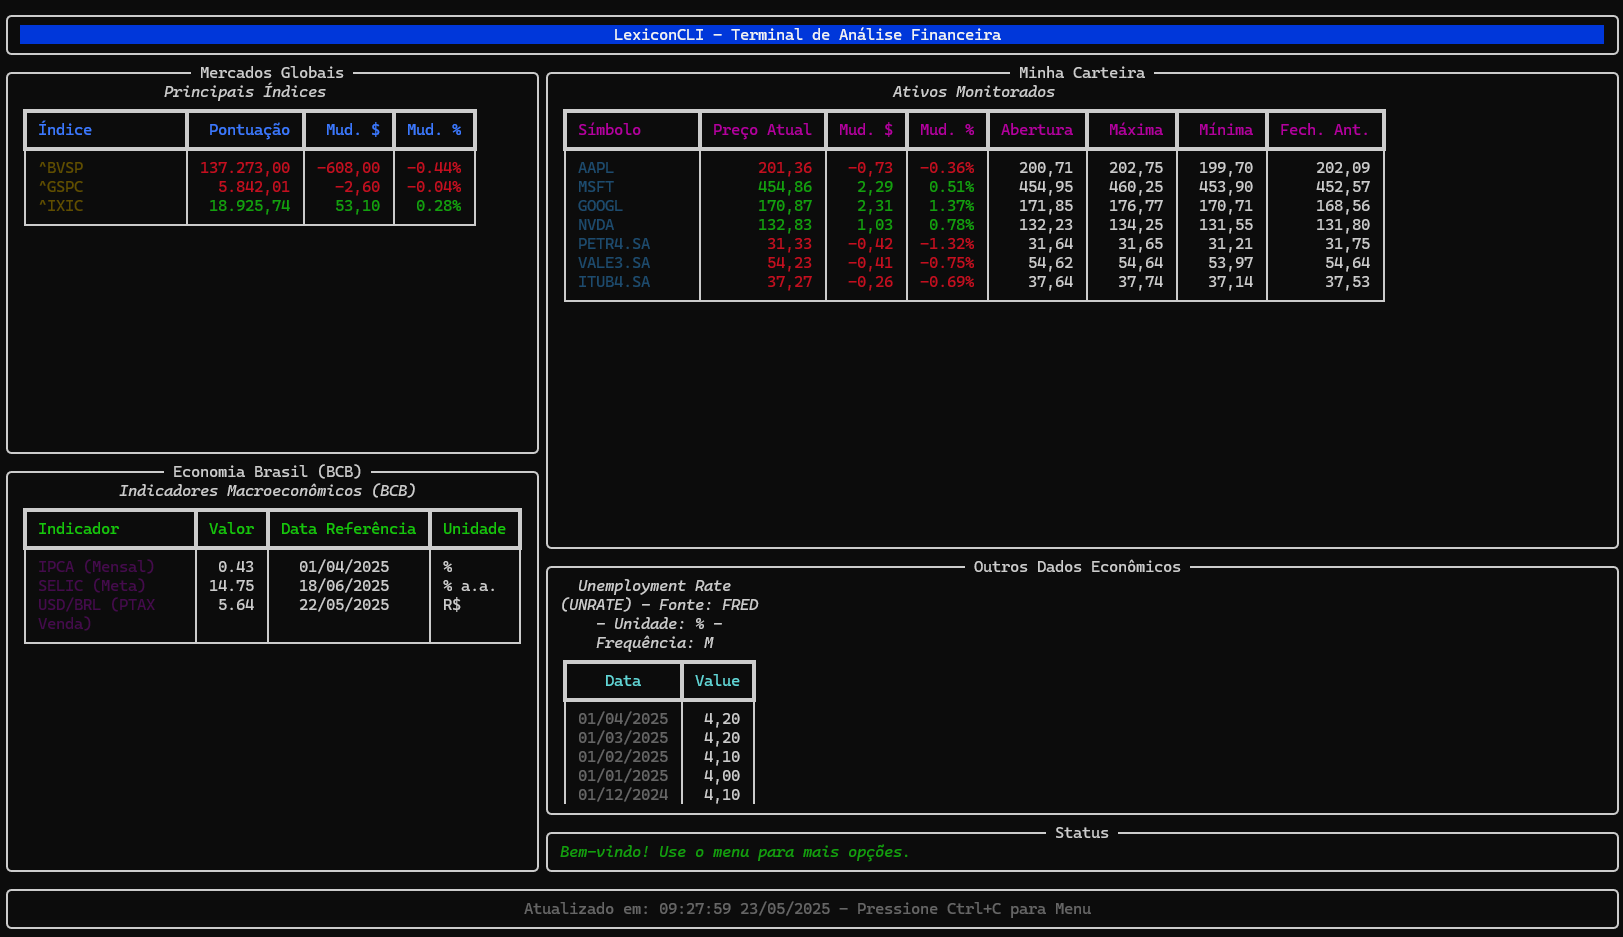 LexiconCLI - Terminal de Análise Financeira
Mercados Globais
Principais Índices
Índice Pontuação Mud. $ Mud. %
^BVSP 137.273,00 -608,00 -0.44%
^GSPC 5.842,01 -2,60 -0.04%
^IXIC 18.925,74 53,10 0.28%
Economia Brasil (BCB)
Indicadores Macroeconômicos (BCB)
Indicador Valor Data Referência Unidade
IPCA (Mensal) 0.43 01/04/2025 %
SELIC (Meta) 14.75 18/06/2025 % a.a.
USD/BRL (PTAX 5.64 22/05/2025 R$
Venda)
Minha Carteira
Ativos Monitorados
Símbolo Preço Atual Mud. $ Mud. % Abertura Máxima Mínima Fech. Ant.
AAPL 201,36 -0,73 -0.36% 200,71 202,75 199,70 202,09
MSFT 454,86 2,29 0.51% 454,95 460,25 453,90 452,57
GOOGL 170,87 2,31 1.37% 171,85 176,77 170,71 168,56
NVDA 132,83 1,03 0.78% 132,23 134,25 131,55 131,80
PETR4.SA 31,33 -0,42 -1.32% 31,64 31,65 31,21 31,75
VALE3.SA 54,23 -0,41 -0.75% 54,62 54,64 53,97 54,64
ITUB4.SA 37,27 -0,26 -0.69% 37,64 37,74 37,14 37,53
Outros Dados Econômicos
Unemployment Rate
(UNRATE) - Fonte: FRED
- Unidade: % -
Frequência: M
Data Value
01/04/2025 4,20
01/03/2025 4,20
01/02/2025 4,10
01/01/2025 4,00
01/12/2024 4,10
Status
Bem-vindo! Use o menu para mais opções.
Atualizado em: 09:27:59 23/05/2025 - Pressione Ctrl+C para Menu